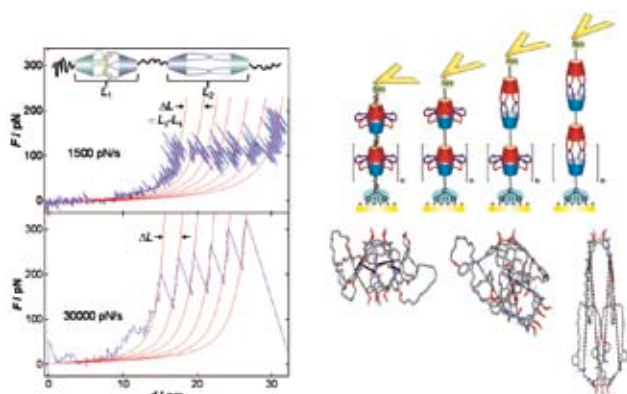 L₁
L₂
F / pN
300
200
100
0
ΔL
= L₂-L₁
1500 pN/s
F / pN
300
200
100
0
ΔL
30000 pN/s
0
10
20
30
n
n
n
n